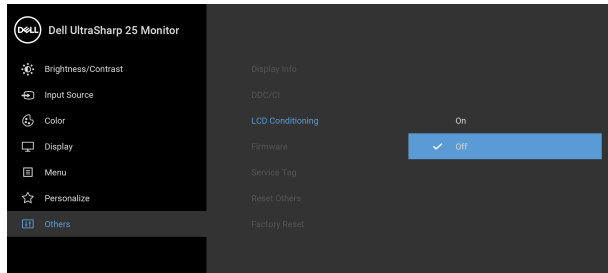 DELL Dell UltraSharp 25 Monitor
Brightness/Contrast
Input Source
Color
Display
Menu
Personalize
Others
Display Info
DDC/CI
LCD Conditioning
Firmware
Service Tag
Reset Others
Factory Reset
On
Off